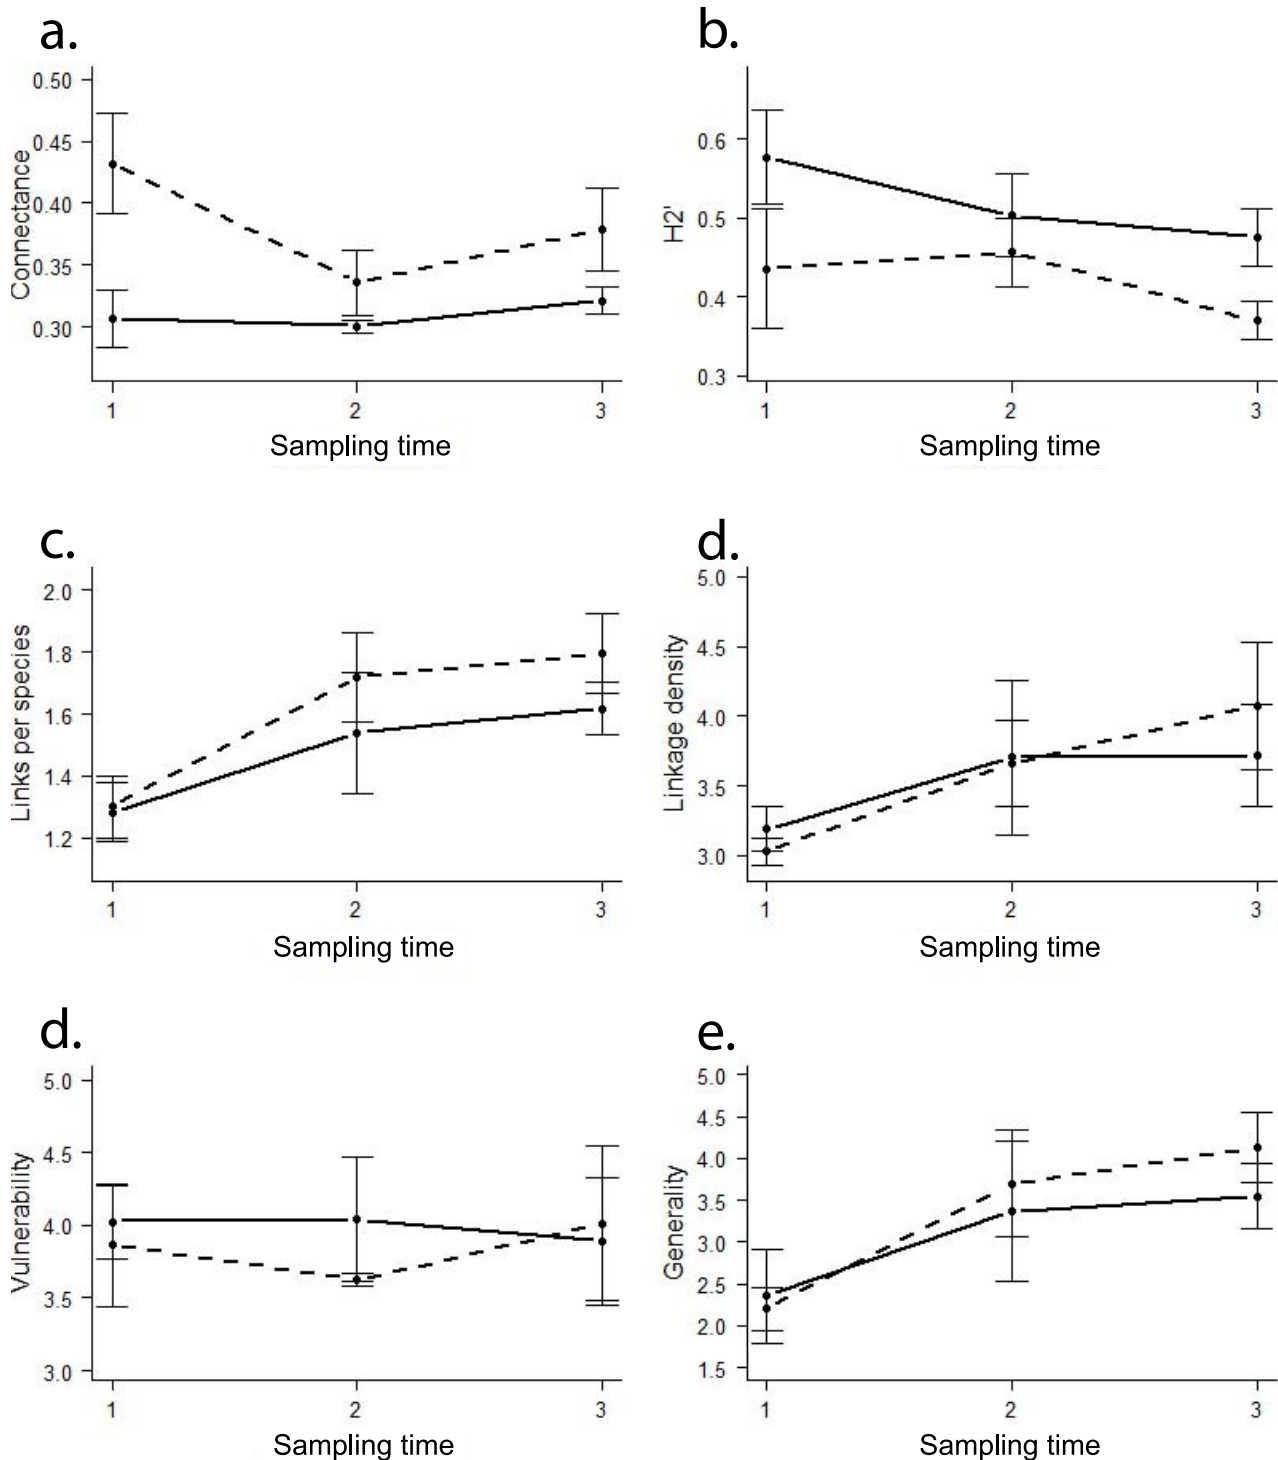 a.
0.50
0.45
0.40
0.35
0.30
Connectance
1 2 3
Sampling time
b.
0.6
0.5
0.4
0.3
H2'
1 2 3
Sampling time
c.
2.0
1.8
1.6
1.4
1.2
Links per species
1 2 3
Sampling time
d.
5.0
4.5
4.0
3.5
3.0
Linkage density
1 2 3
Sampling time
d.
5.0
4.5
4.0
3.5
3.0
Vulnerability
1 2 3
Sampling time
e.
5.0
4.5
4.0
3.5
3.0
2.5
2.0
1.5
Generality
1 2 3
Sampling time